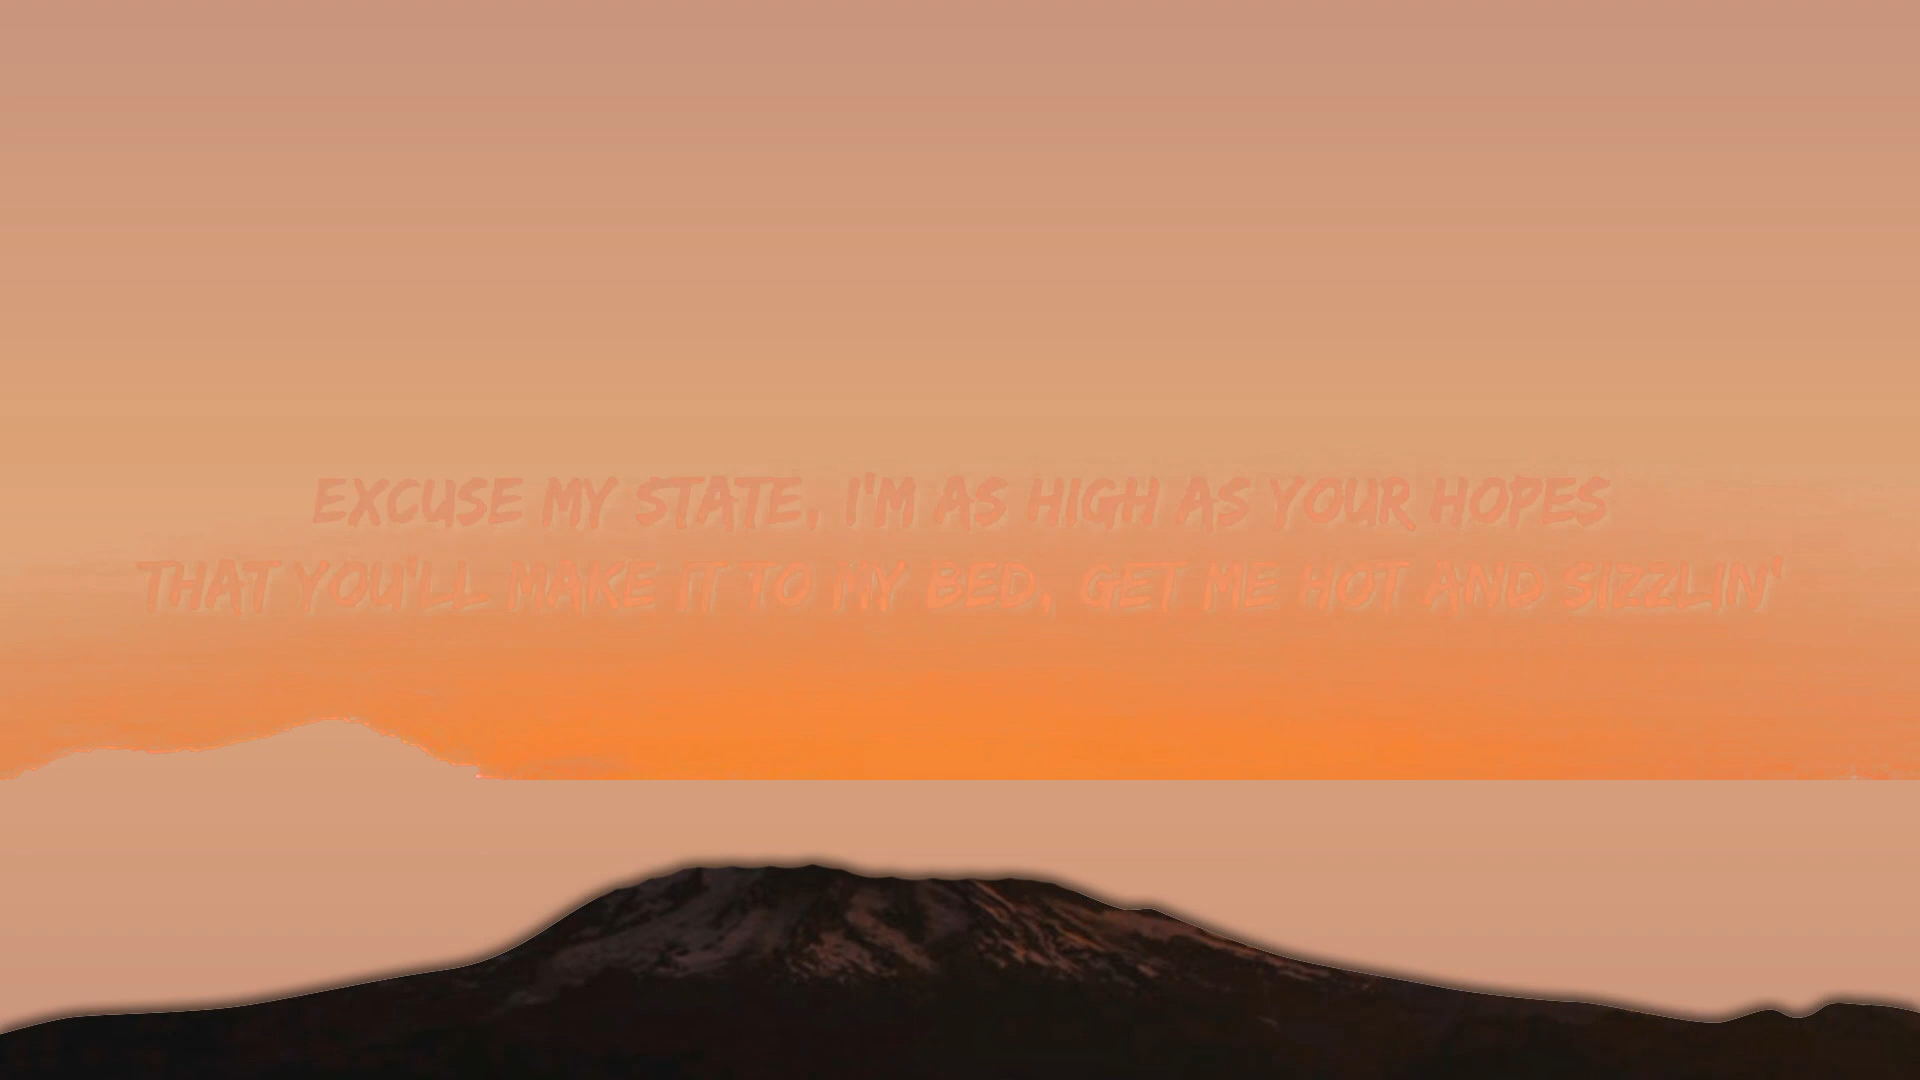 EXCUSE MY STATE, I'M AS HIGH AS YOUR HOPES
THAT YOU'LL MAKE IT TO MY BED, GET ME HOT AND SIZZLIN'